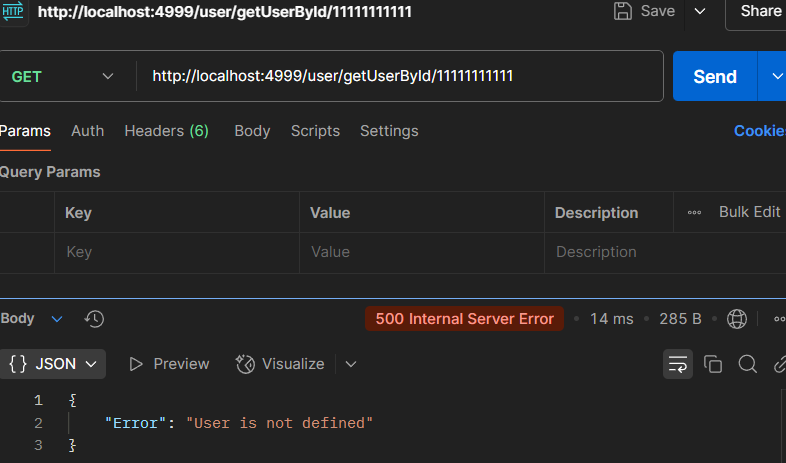 HTTP http://localhost:4999/user/getUserById/11111111111 Save Share
GET http://localhost:4999/user/getUserById/11111111111 Send
Params Auth Headers (6) Body Scripts Settings Cookie
Query Params
Key Value Description Bulk Edit
Key Value Description
Body 500 Internal Server Error • 14 ms • 285 B •
{} JSON Preview Visualize
1 {
2 "Error": "User is not defined"
3 }